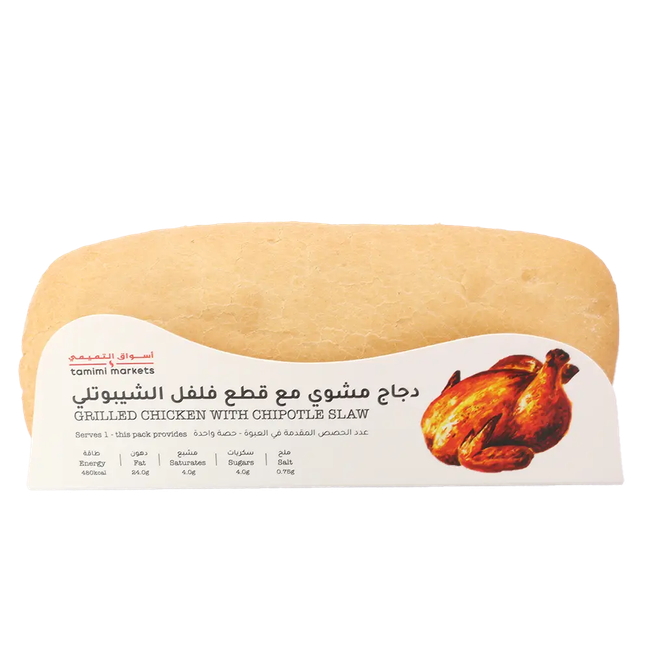 أسواق التميمي
tamimi markets
دجاج مشوي مع قطع فلفل الشيبوتلي
GRILLED CHICKEN WITH CHIPOTLE SLAW
Serves 1 - this pack provides عدد الحصص المقدمة في العبوة - حصة واحدة
طاقة | دهون | مشبع | سكريات | ملح
Energy | Fat | Saturates | Sugars | Salt
480kcal 24.0g 4.0g 4.0g 0.78g